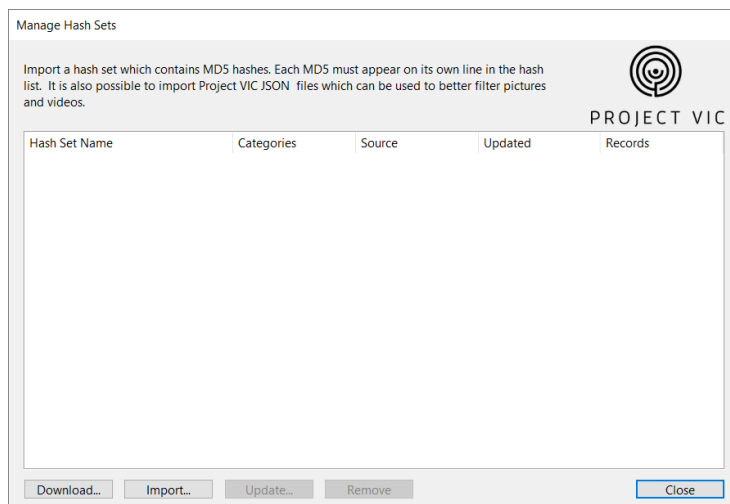 Manage Hash Sets
Import a hash set which contains MD5 hashes. Each MD5 must appear on its own line in the hash
list. It is also possible to import Project VIC JSON  files which can be used to better filter pictures
and videos.
PROJECT VIC
Hash Set Name Categories Source Updated Records
Download... Import... Update... Remove Close